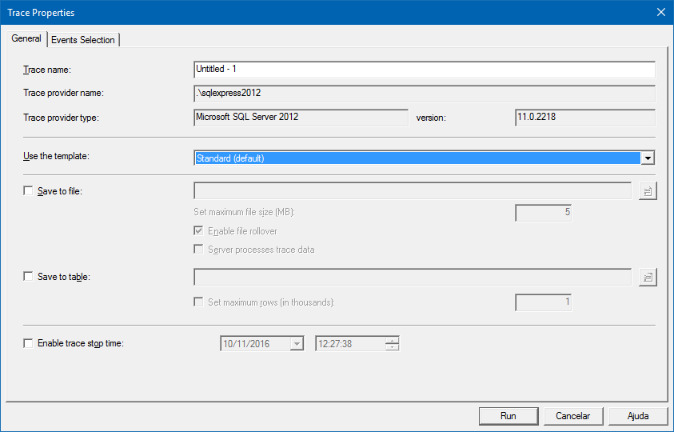 Trace Properties
General Events Selection
Trace name: Untitled - 1
Trace provider name: .\sqlexpress2012
Trace provider type: Microsoft SQL Server 2012 version: 11.0.2218
Use the template: Standard (default)
Save to file:
Set maximum file size (MB): 5
Enable file rollover
Server processes trace data
Save to table:
Set maximum rows (in thousands): 1
Enable trace stop time: 10/11/2016 12:27:38
Run Cancelar Ajuda